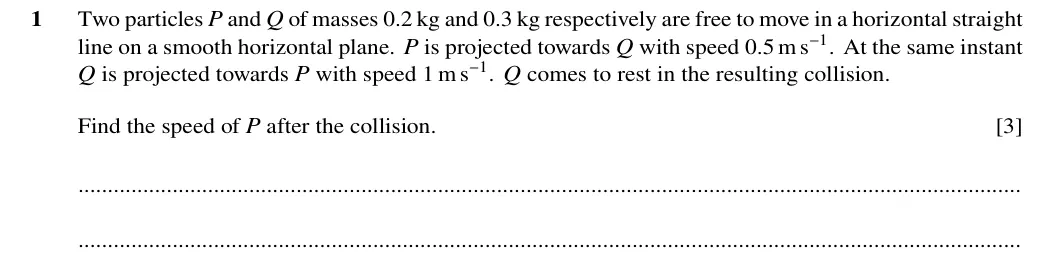 1 Two particles P and Q of masses 0.2 kg and 0.3 kg respectively are free to move in a horizontal straight
line on a smooth horizontal plane. P is projected towards Q with speed 0.5 m s⁻¹. At the same instant
Q is projected towards P with speed 1 m s⁻¹. Q comes to rest in the resulting collision.
Find the speed of P after the collision. [3]